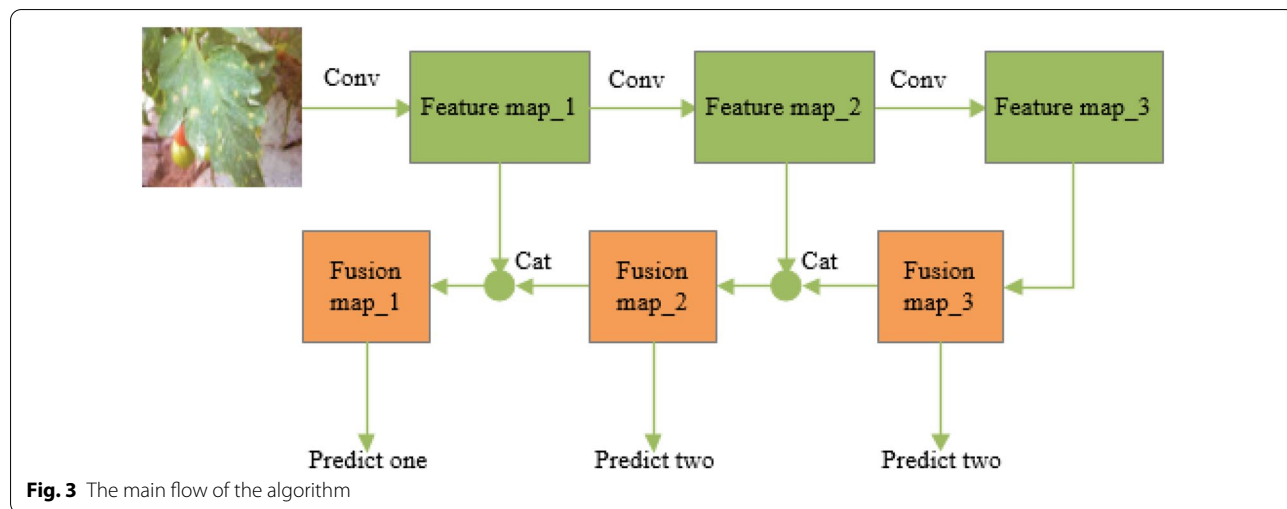 Conv
Conv
Conv
Feature map_1
Feature map_2
Feature map_3
Cat
Cat
Fusion
map_1
Fusion
map_2
Fusion
map_3
Predict one
Predict two
Predict two
Fig. 3 The main flow of the algorithm